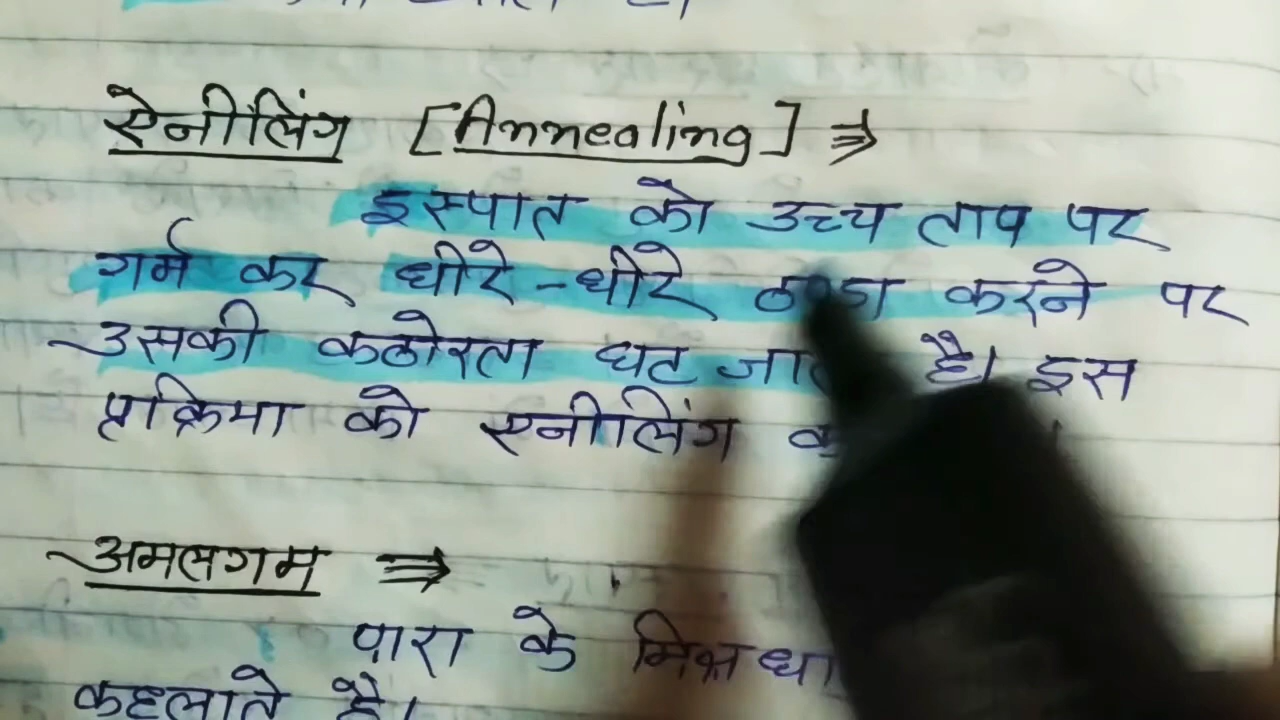 ऐनीलिंग [Annealing] ⇒
इस्पात को उच्च ताप पर
गर्म कर धीरे-धीरे ठण्डा करने पर
उसकी कठोरता घट जाती है। इस
प्रक्रिया को एनीलिंग
अमलगम ⇒
पारा के मिश्रधा
कहलाते है।